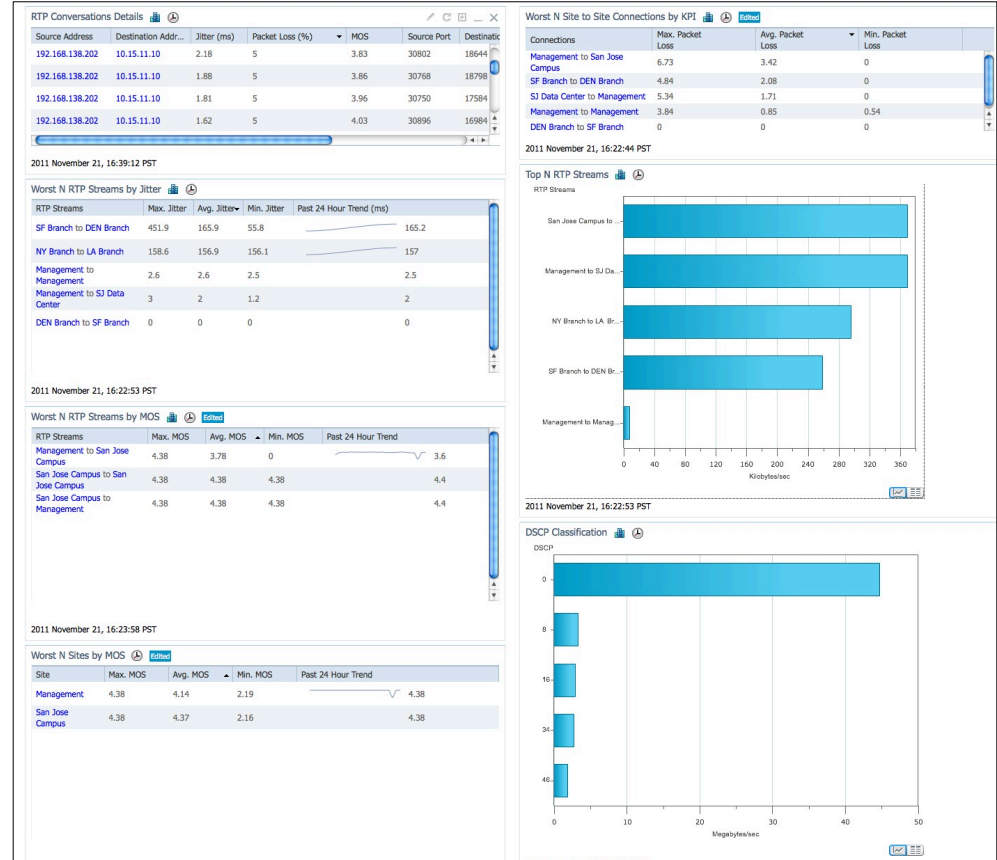 RTP Conversations Details
Source Address Destination Addr... Jitter (ms) Packet Loss (%) MOS Source Port Destinatio
192.168.138.202 10.15.11.10 2.18 5 3.83 30802 18644
192.168.138.202 10.15.11.10 1.88 5 3.86 30768 18798
192.168.138.202 10.15.11.10 1.81 5 3.96 30750 17584
192.168.138.202 10.15.11.10 1.62 5 4.03 30896 16984
2011 November 21, 16:39:12 PST
Worst N RTP Streams by Jitter
RTP Streams Max. Jitter Avg. Jitter Min. Jitter Past 24 Hour Trend (ms)
SF Branch to DEN Branch 451.9 165.9 55.8 165.2
NY Branch to LA Branch 158.6 156.9 156.1 157
Management to
Management 2.6 2.6 2.5 2.5
Management to SJ Data
Center 3 2 1.2 2
DEN Branch to SF Branch 0 0 0 0
2011 November 21, 16:22:53 PST
Worst N RTP Streams by MOS Edited
RTP Streams Max. MOS Avg. MOS Min. MOS Past 24 Hour Trend
Management to San Jose
Campus 4.38 3.78 0 3.6
San Jose Campus to San
Jose Campus 4.38 4.38 4.38 4.4
San Jose Campus to
Management 4.38 4.38 4.38 4.4
2011 November 21, 16:23:58 PST
Worst N Sites by MOS Edited
Site Max. MOS Avg. MOS Min. MOS Past 24 Hour Trend
Management 4.38 4.14 2.19 4.38
San Jose
Campus 4.38 4.37 2.16 4.38
Worst N Site to Site Connections by KPI Edited
Connections Max. Packet Loss Avg. Packet Loss Min. Packet Loss
Management to San Jose
Campus 6.73 3.42 0
SF Branch to DEN Branch 4.84 2.08 0
SJ Data Center to Management 5.34 1.71 0
Management to Management 3.84 0.85 0.54
DEN Branch to SF Branch 0 0 0
2011 November 21, 16:22:44 PST
Top N RTP Streams
RTP Streams
San Jose Campus to ...
Management to SJ Da...
NY Branch to LA Br...
SF Branch to DEN Br...
Management to Manag...
0 40 80 120 160 200 240 280 320 360
Kilobytes/sec
2011 November 21, 16:22:53 PST
DSCP Classification
DSCP
0
8
16
34
46
0 10 20 30 40 50
Megabytes/sec